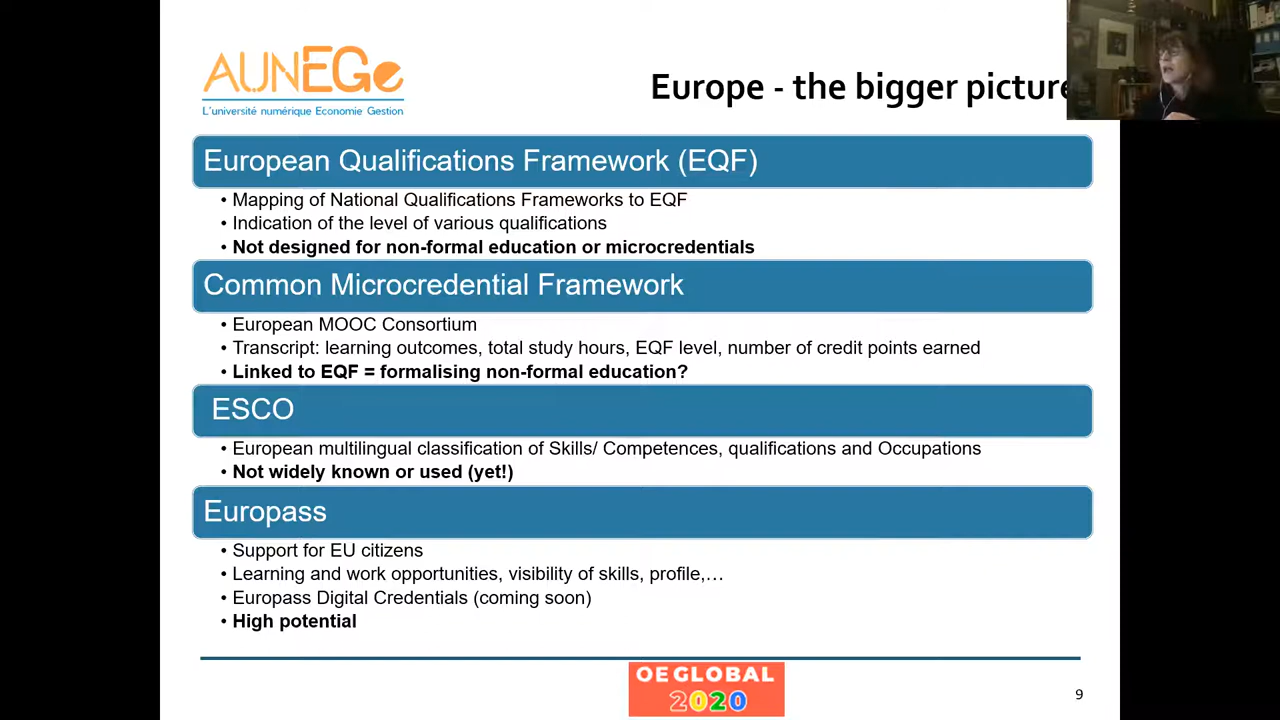 AUNEGe
L'université numérique Economie Gestion
Europe - the bigger picture
European Qualifications Framework (EQF)
• Mapping of National Qualifications Frameworks to EQF
• Indication of the level of various qualifications
• Not designed for non-formal education or microcredentials
Common Microcredential Framework
• European MOOC Consortium
• Transcript: learning outcomes, total study hours, EQF level, number of credit points earned
• Linked to EQF = formalising non-formal education?
ESCO
• European multilingual classification of Skills/ Competences, qualifications and Occupations
• Not widely known or used (yet!)
Europass
• Support for EU citizens
• Learning and work opportunities, visibility of skills, profile,…
• Europass Digital Credentials (coming soon)
• High potential
OEGLOBAL
2020
9